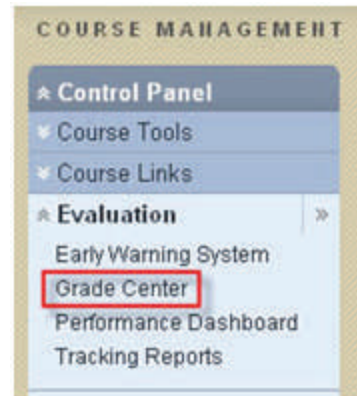 COURSE MANAGEMENT
Control Panel
Course Tools
Course Links
Evaluation
Early Warning System
Grade Center
Performance Dashboard
Tracking Reports